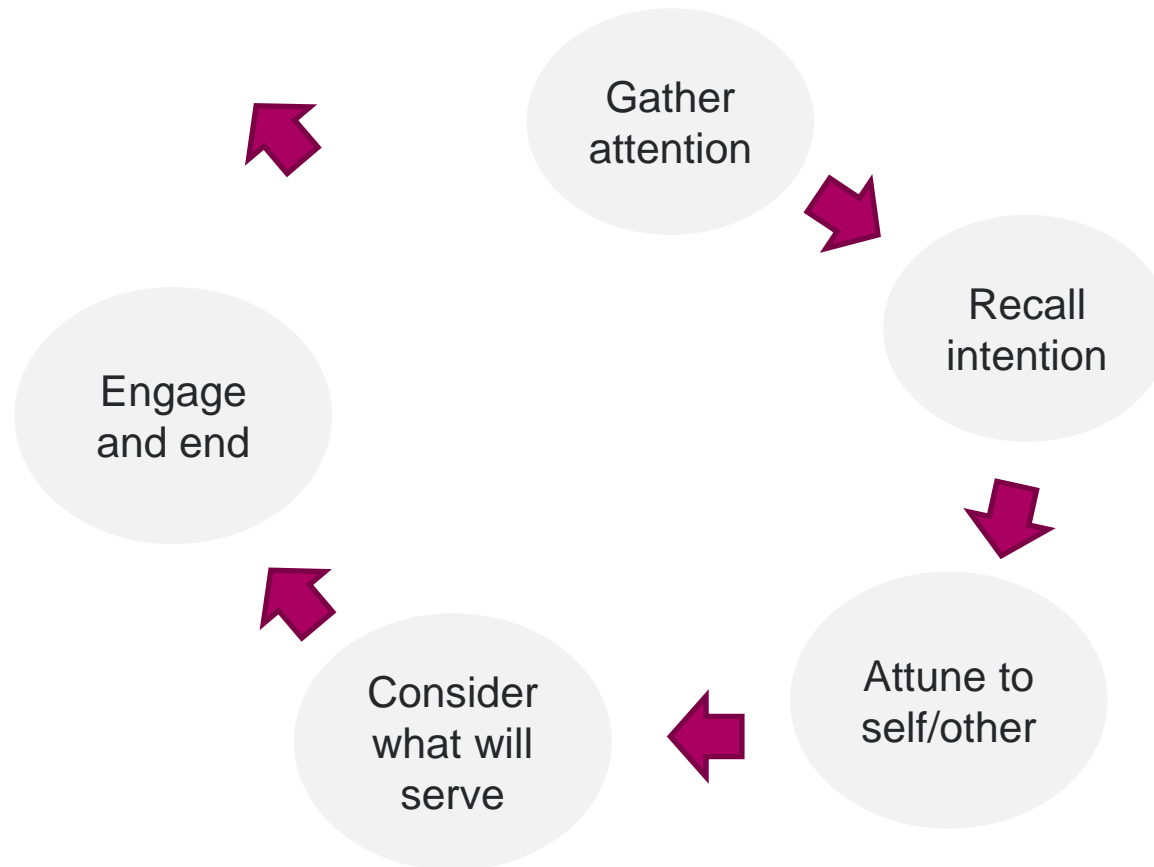 Gather
attention
Recall
intention
Attune to
self/other
Consider
what will
serve
Engage
and end